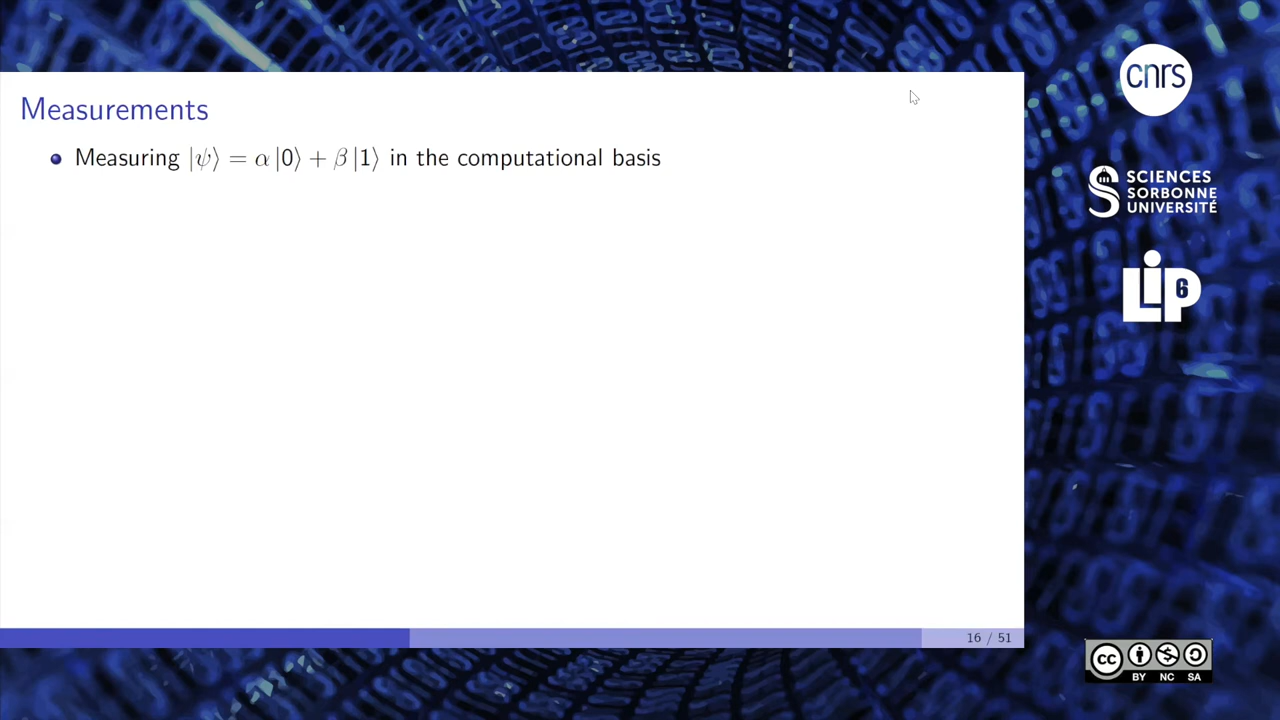 Measurements
Measuring |ψ⟩ = α |0⟩ + β |1⟩ in the computational basis
16 / 51
cnrs
SCIENCES
SORBONNE
UNIVERSITÉ
LiP6
cc BY NC SA